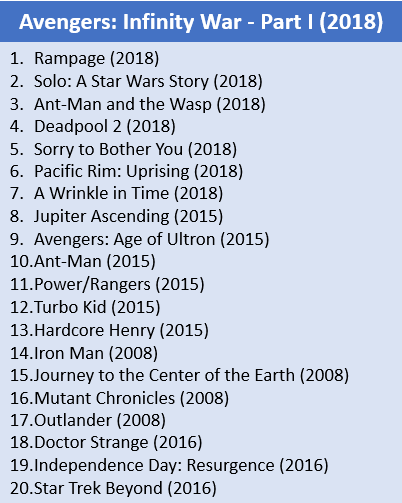 Avengers: Infinity War - Part I (2018)
1. Rampage (2018)
2. Solo: A Star Wars Story (2018)
3. Ant-Man and the Wasp (2018)
4. Deadpool 2 (2018)
5. Sorry to Bother You (2018)
6. Pacific Rim: Uprising (2018)
7. A Wrinkle in Time (2018)
8. Jupiter Ascending (2015)
9. Avengers: Age of Ultron (2015)
10.Ant-Man (2015)
11.Power/Rangers (2015)
12.Turbo Kid (2015)
13.Hardcore Henry (2015)
14.Iron Man (2008)
15.Journey to the Center of the Earth (2008)
16.Mutant Chronicles (2008)
17.Outlander (2008)
18.Doctor Strange (2016)
19.Independence Day: Resurgence (2016)
20.Star Trek Beyond (2016)